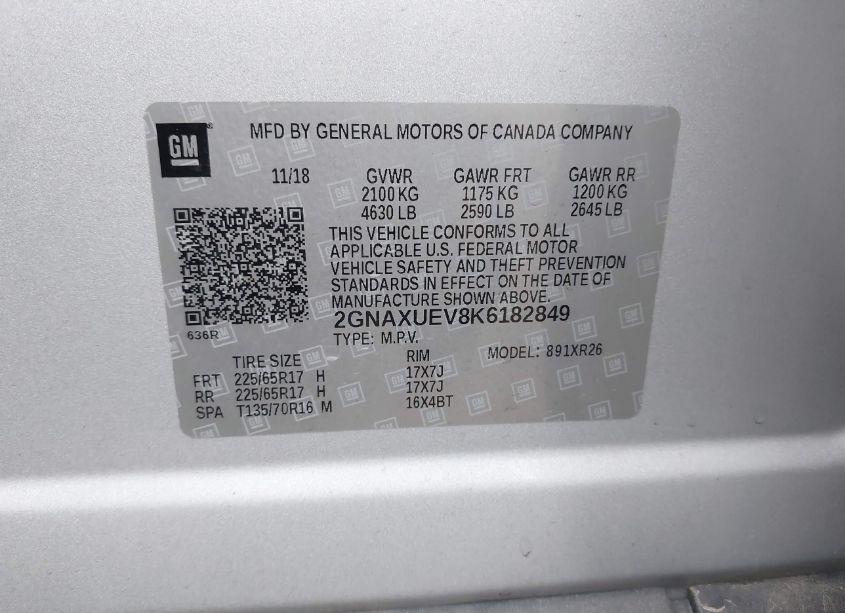 GM MFD BY GENERAL MOTORS OF CANADA COMPANY
11/18 GVWR GAWR FRT GAWR RR
2100 KG 1175 KG 1200 KG
4630 LB 2590 LB 2645 LB
THIS VEHICLE CONFORMS TO ALL
APPLICABLE U.S. FEDERAL MOTOR
VEHICLE SAFETY AND THEFT PREVENTION
STANDARDS IN EFFECT ON DATE OF
MANUFACTURE SHOWN ABOVE.
2GNAXUEV8K6182849
636R
TYPE: M.P.V.
TIRE SIZE RIM MODEL: 891XR26
FRT 225/65R17 H 17X7J
RR 225/65R17 H 17X7J
SPA T135/70R16 M 16X4BT